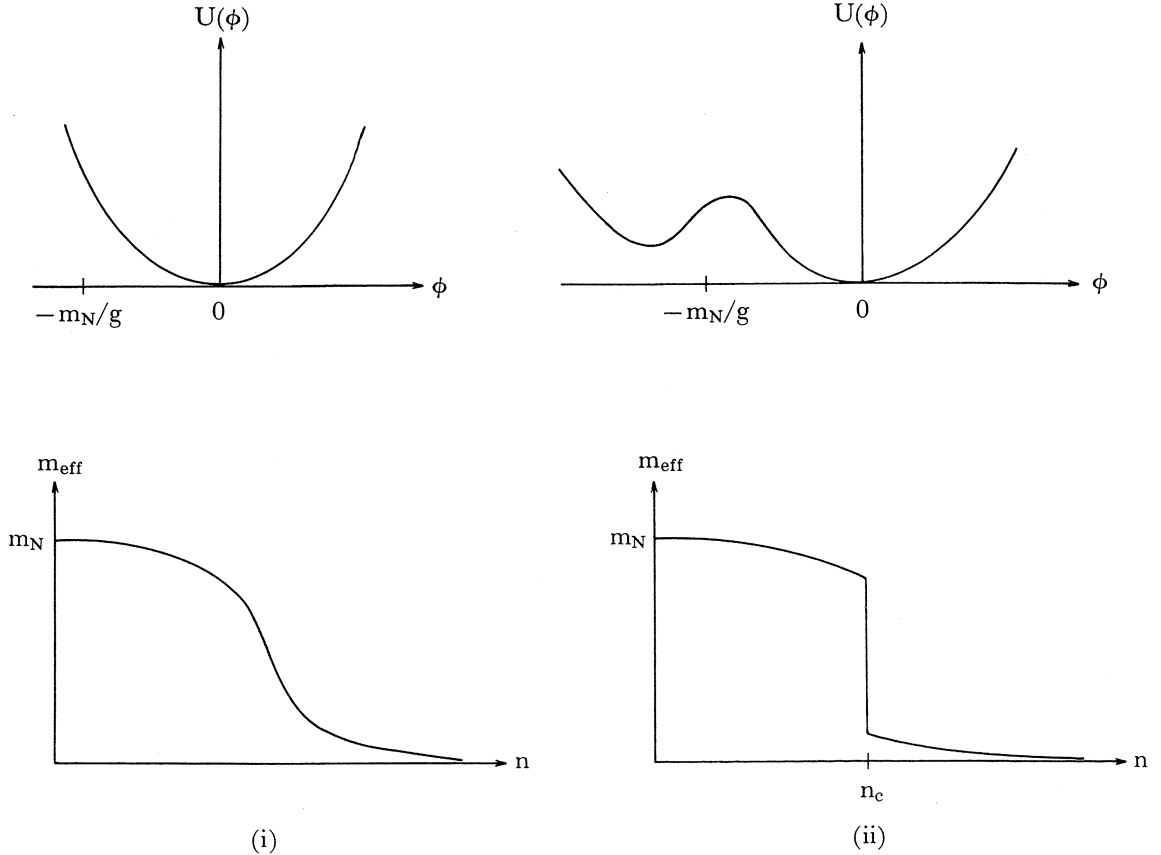 U(ϕ)
ϕ
−m_N/g
0
U(ϕ)
ϕ
−m_N/g
0
m_eff
m_N
n
(i)
m_eff
m_N
n
n_c
(ii)